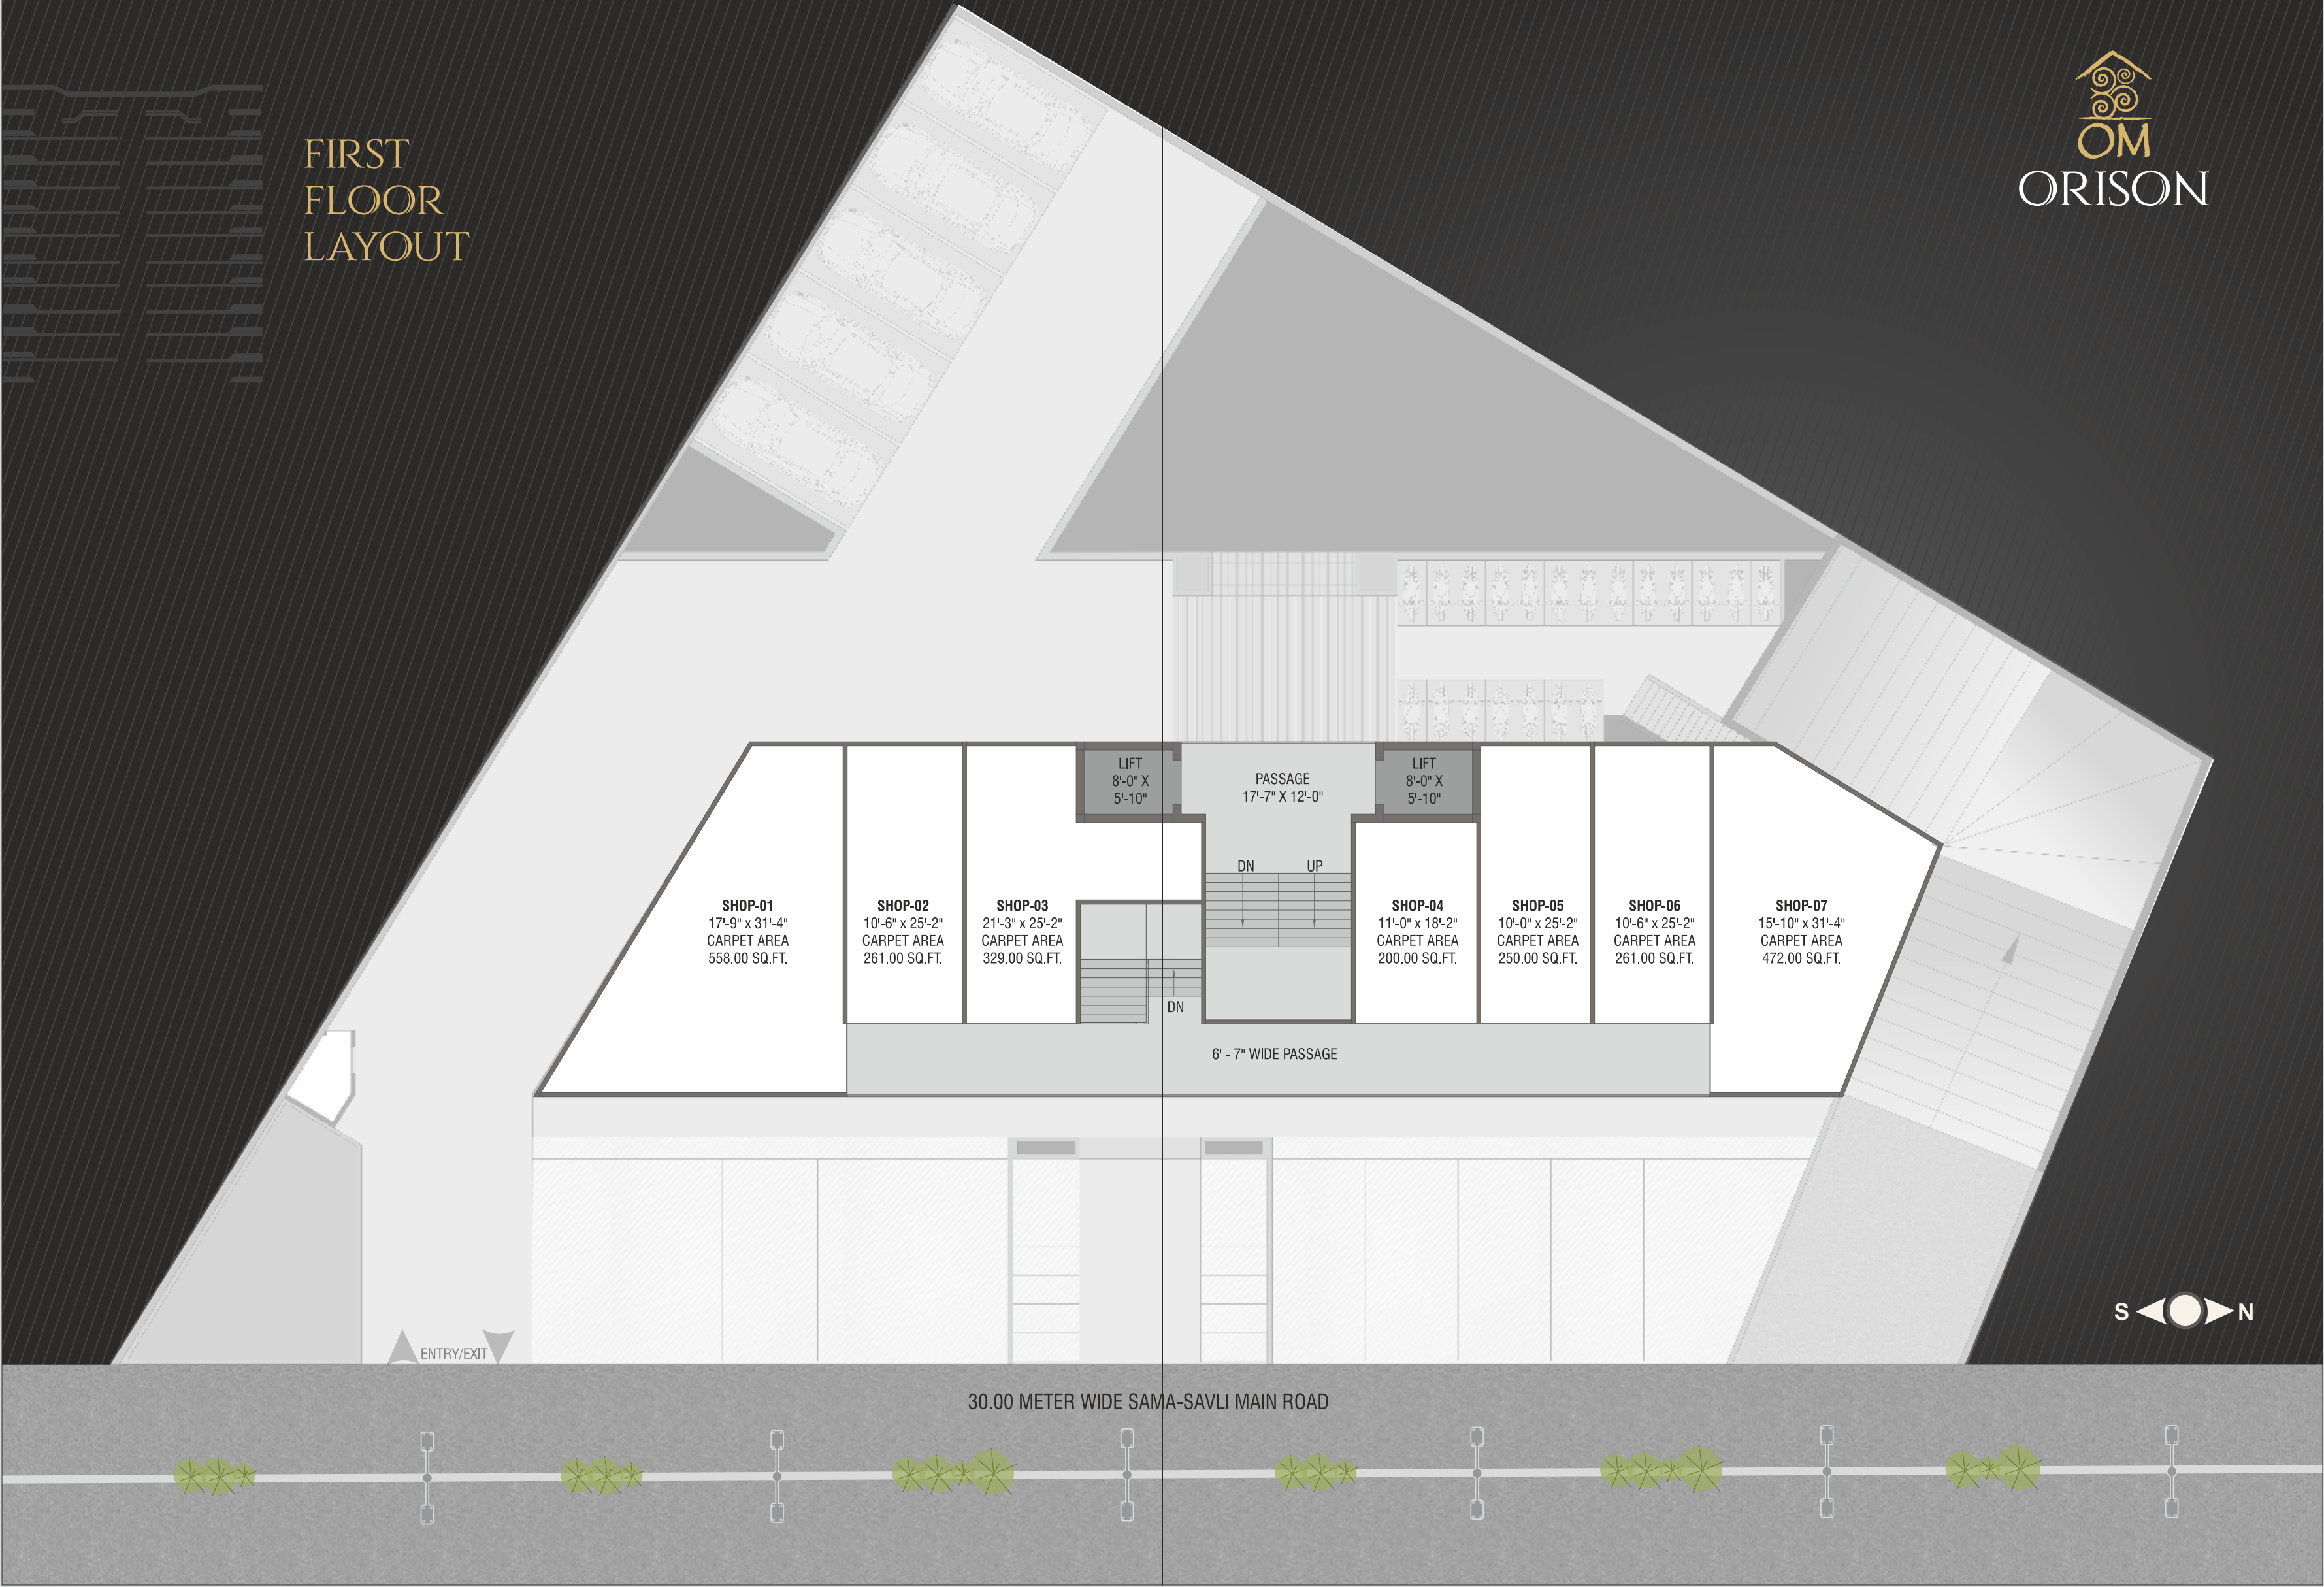 FIRST
FLOOR
LAYOUT
OM
ORISON
LIFT
8'-0" X
5'-10"
PASSAGE
17'-7" X 12'-0"
LIFT
8'-0" X
5'-10"
DN
UP
SHOP-01
17'-9" x 31'-4"
CARPET AREA
558.00 SQ.FT.
SHOP-02
10'-6" x 25'-2"
CARPET AREA
261.00 SQ.FT.
SHOP-03
21'-3" x 25'-2"
CARPET AREA
329.00 SQ.FT.
SHOP-04
11'-0" x 18'-2"
CARPET AREA
200.00 SQ.FT.
SHOP-05
10'-0" x 25'-2"
CARPET AREA
250.00 SQ.FT.
SHOP-06
10'-6" x 25'-2"
CARPET AREA
261.00 SQ.FT.
SHOP-07
15'-10" x 31'-4"
CARPET AREA
472.00 SQ.FT.
DN
6' - 7" WIDE PASSAGE
S N
ENTRY/EXIT
30.00 METER WIDE SAMA-SAVLI MAIN ROAD